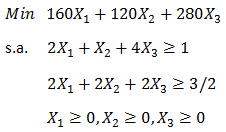 Min 160X₁ + 120X₂ + 280X₃
s.a. 2X₁ + X₂ + 4X₃ ≥ 1
2X₁ + 2X₂ + 2X₃ ≥ 3/2
X₁ ≥ 0, X₂ ≥ 0, X₃ ≥ 0